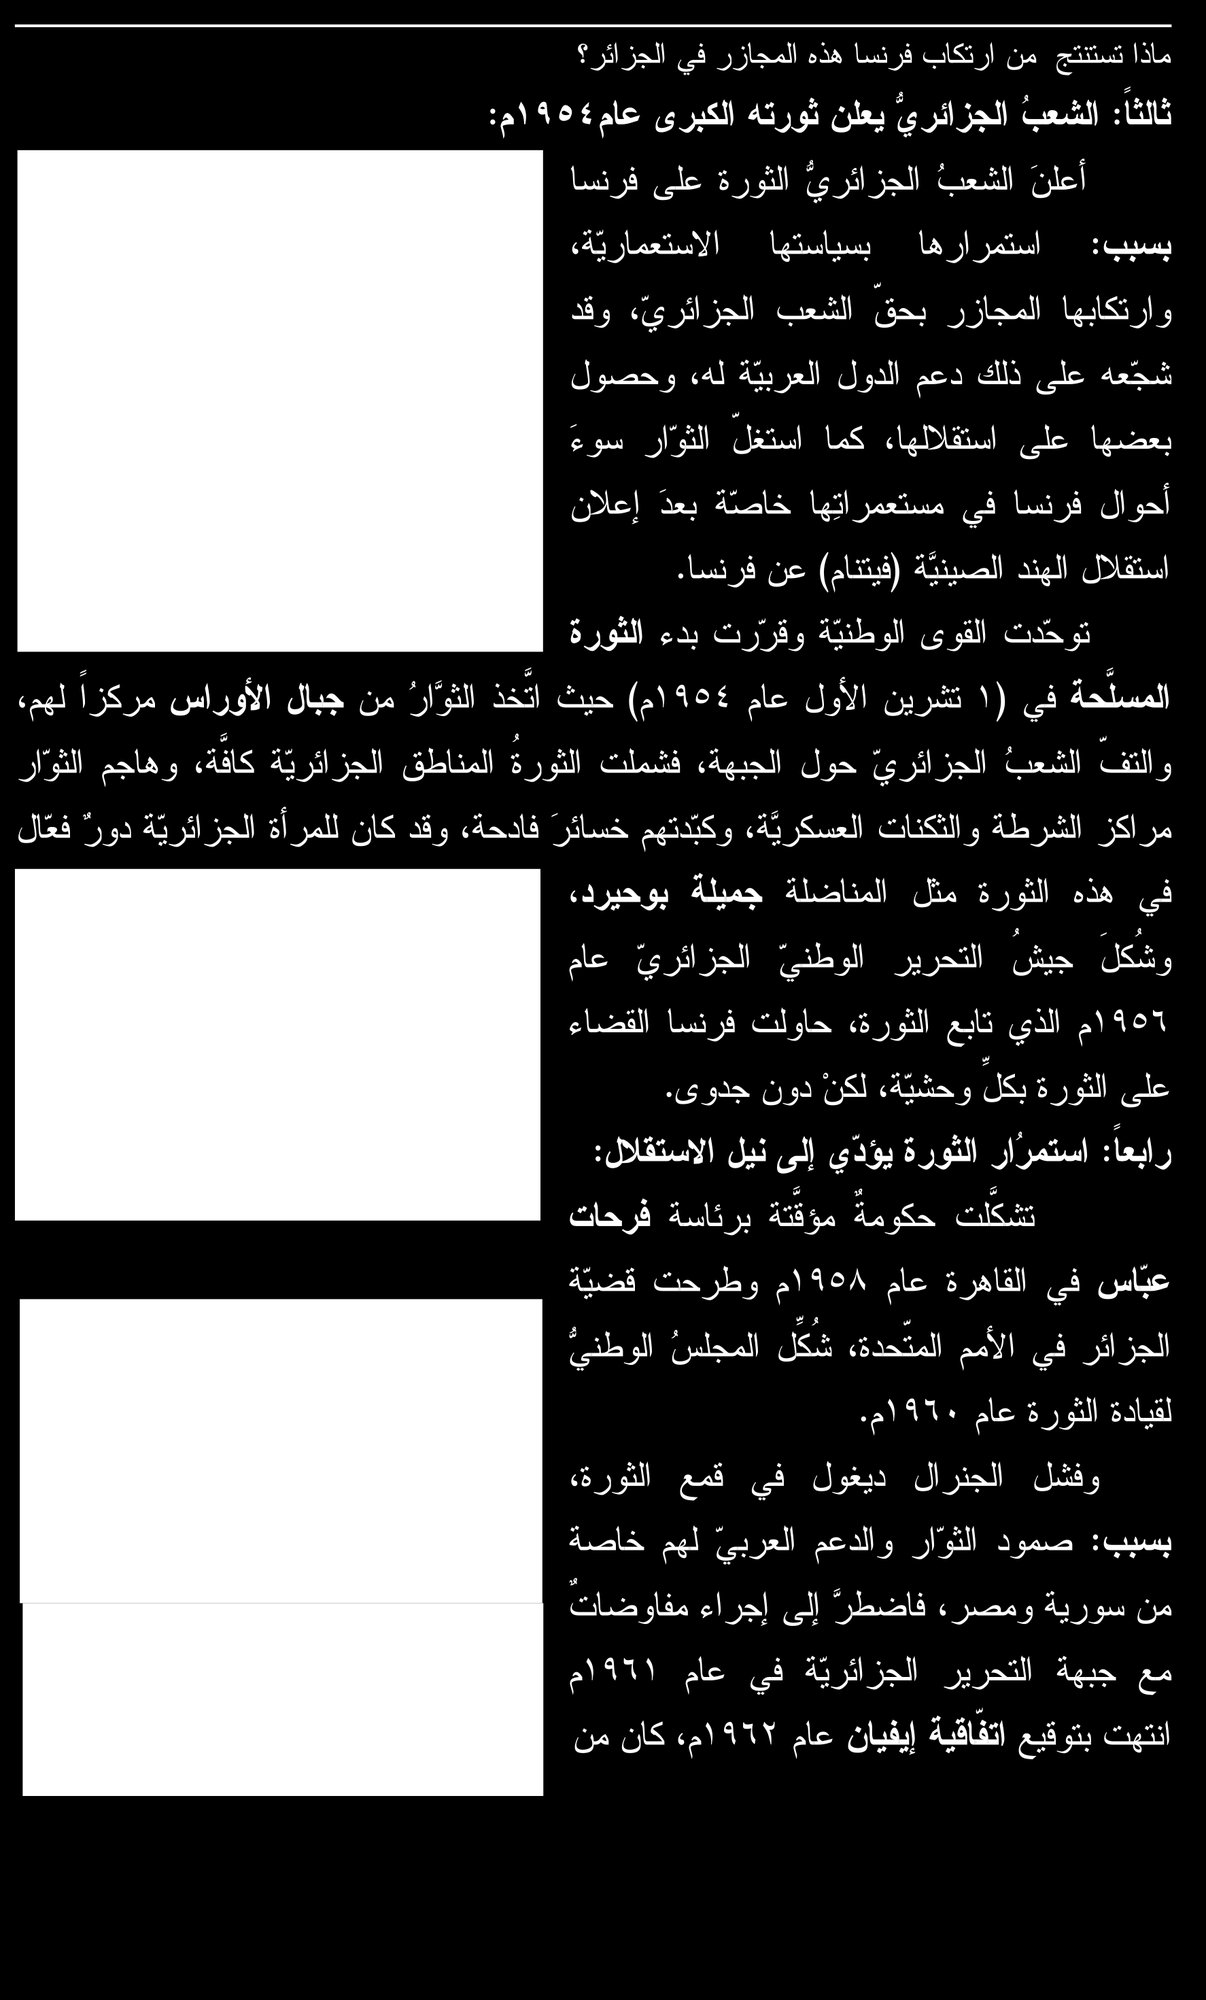 ماذا تستنتج من ارتكاب فرنسا هذه المجازر في الجزائر؟
ثالثاً: الشعبُ الجزائريُّ يعلن ثورته الكبرى عام١٩٥٤م:
أعلنَ الشعبُ الجزائريُّ الثورة على فرنسا
بسبب: استمرارها بسياستها الاستعماريّة،
وارتكابها المجازر بحقّ الشعب الجزائريّ، وقد
شجّعه على ذلك دعم الدول العربيّة له، وحصول
بعضها على استقلالها، كما استغلّ الثوّار سوءَ
أحوال فرنسا في مستعمراتِها خاصّة بعدَ إعلان
استقلال الهند الصينيَّة (فيتنام) عن فرنسا.
توحّدت القوى الوطنيّة وقرّرت بدء الثورة
المسلَّحة في (١ تشرين الأول عام ١٩٥٤م) حيث اتَّخذ الثوَّارُ من جبال الأوراس مركزاً لهم،
والتفّ الشعبُ الجزائريّ حول الجبهة، فشملت الثورةُ المناطق الجزائريّة كافَّة، وهاجم الثوّار
مراكز الشرطة والثكنات العسكريَّة، وكبّدتهم خسائرَ فادحة، وقد كان للمرأة الجزائريّة دورٌ فعّال
في هذه الثورة مثل المناضلة جميلة بوحيرد،
وشُكلَ جيشُ التحرير الوطنيّ الجزائريّ عام
١٩٥٦م الذي تابع الثورة، حاولت فرنسا القضاء
على الثورة بكلِّ وحشيّة، لكنْ دون جدوى.
رابعاً: استمرُار الثورة يؤدّي إلى نيل الاستقلال:
تشكَّلت حكومةٌ مؤقَّتة برئاسة فرحات
عبّاس في القاهرة عام ١٩٥٨م وطرحت قضيّة
الجزائر في الأمم المتّحدة، شُكِّل المجلسُ الوطنيُّ
لقيادة الثورة عام ١٩٦٠م.
وفشل الجنرال ديغول في قمع الثورة،
بسبب: صمود الثوّار والدعم العربيّ لهم خاصة
من سورية ومصر، فاضطرَّ إلى إجراء مفاوضاتٌ
مع جبهة التحرير الجزائريّة في عام ١٩٦١م
انتهت بتوقيع اتفّاقية إيفيان عام ١٩٦٢م، كان من